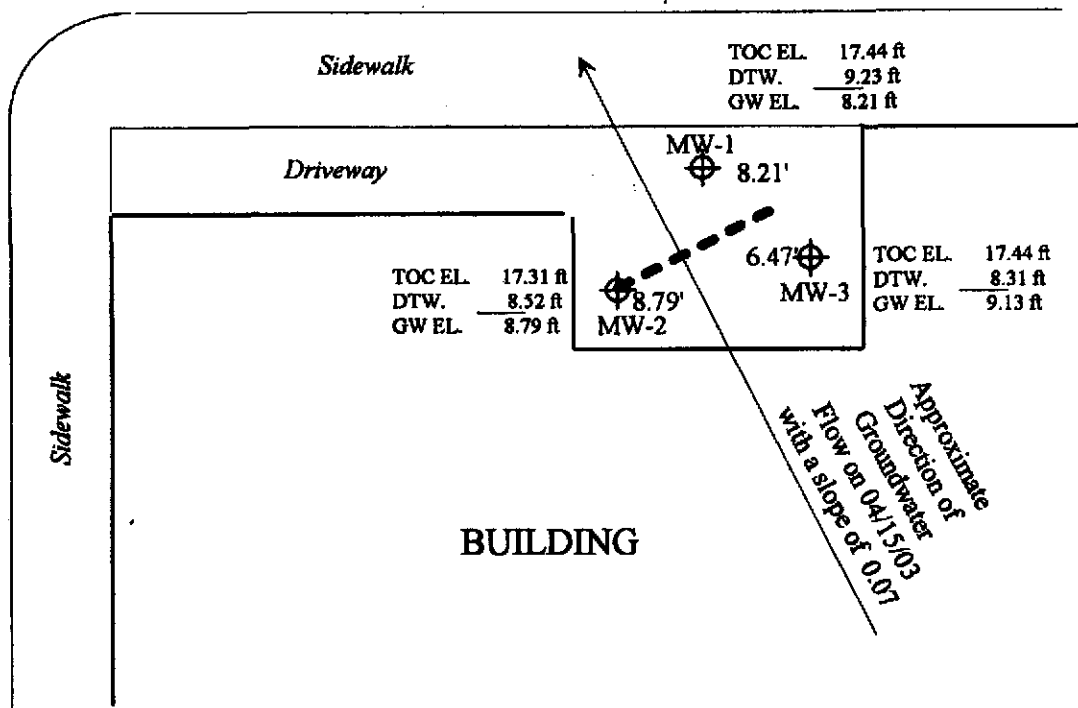 Sidewalk
TOC EL. 17.44 ft
DTW. 9.23 ft
GW EL. 8.21 ft
MW-1
8.21'
Driveway
6.47'
MW-3
TOC EL. 17.44 ft
DTW. 8.31 ft
GW EL. 9.13 ft
TOC EL. 17.31 ft
DTW. 8.52 ft
GW EL. 8.79 ft
8.79'
MW-2
Sidewalk
Approximate
Direction of
Groundwater
Flow on 04/15/03
with a slope of 0.07
BUILDING